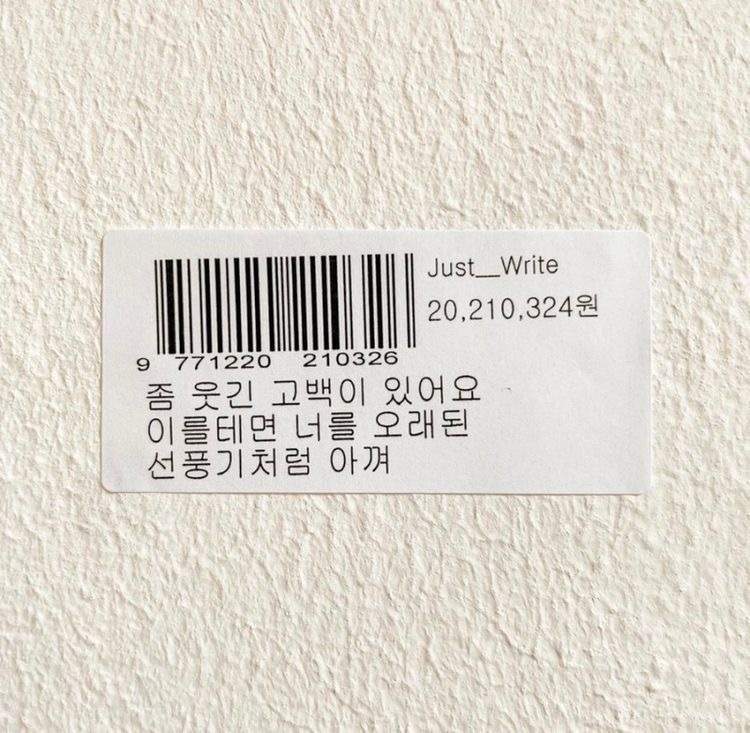 Just__Write
20,210,324원
9 771220 210326
좀 웃긴 고백이 있어요
이를테면 너를 오래된
선풍기처럼 아껴